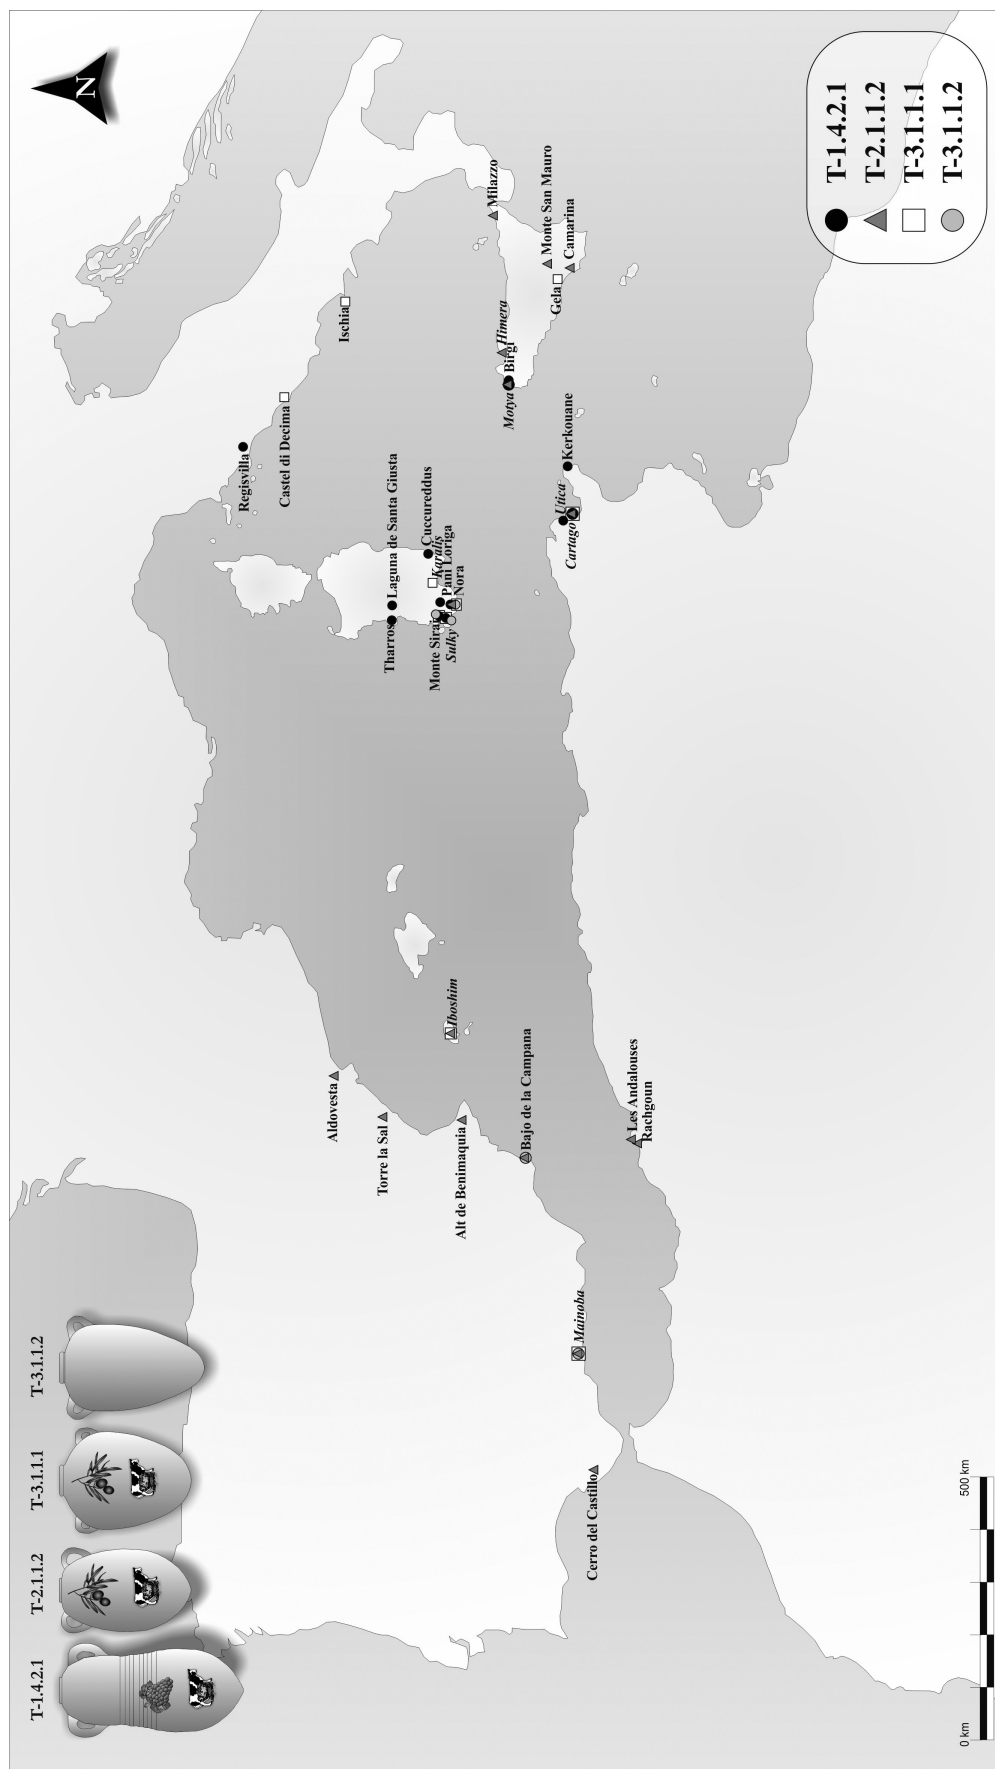 T-1.4.2.1
T-2.1.1.2
T-3.1.1.1
T-3.1.1.2
N
Aldovesta
Torre la Sal
Alt de Benimaquia
Iboshim
Bajo de la Campana
Mainoba
Cerro del Castillo
Les Andalouses
Rachgoun
Regisvilla
Castel di Decima
Ischia
Tharros
Laguna de Santa Giusta
Cuccureddus
Karalis
Pani Loriga
Monte Sirai
Sulky
Nora
Milazzo
Himera
Birgi
Motya
Monte San Mauro
Gela
Camarina
Kerkouane
Utica
Cartago
0 km
500 km
T-1.4.2.1
T-2.1.1.2
T-3.1.1.1
T-3.1.1.2